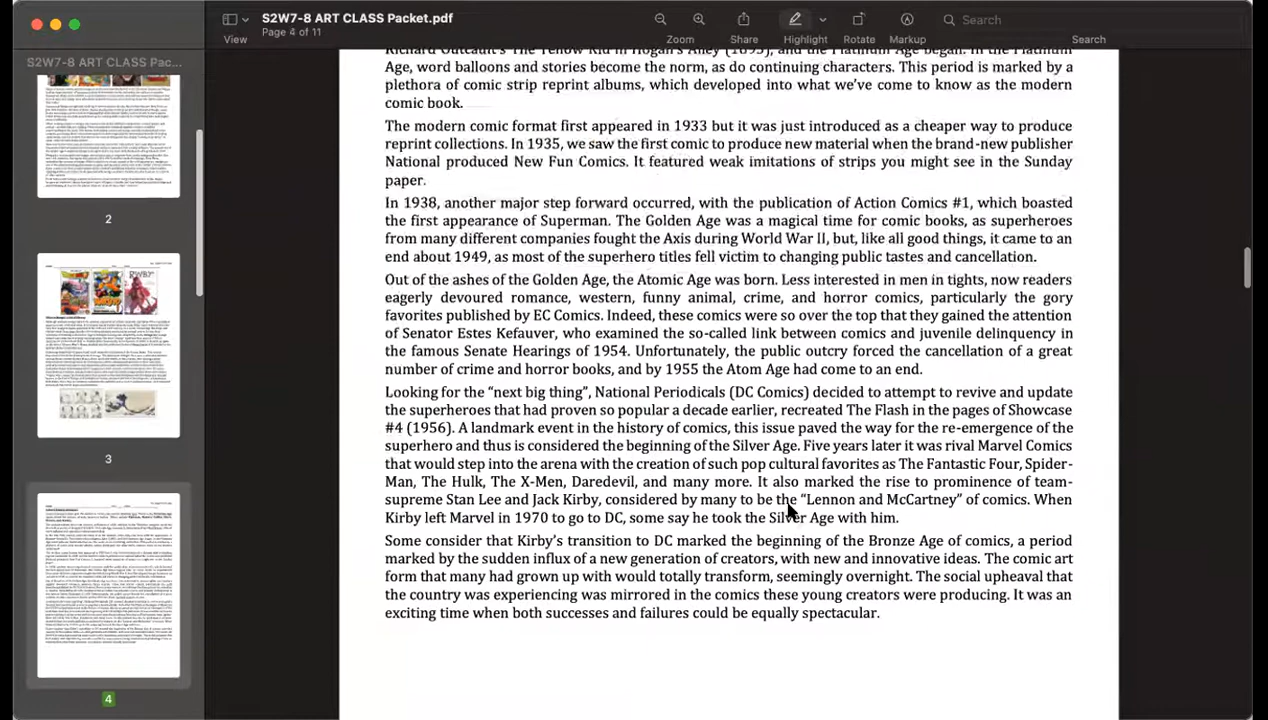 S2W7-8 ART CLASS Packet.pdf
Page 4 of 11
View
Zoom
Share
Highlight
Rotate
Markup
Search
Search
S2W7-8 ART CLASS Pac...
2
3
4
Richard Outcault's The Yellow Kid in Hogan's Alley (1895), and the Platinum Age began. In the Platinum
Age, word balloons and stories become the norm, as do continuing characters. This period is marked by a
plethora of comic strip reprint albums, which developed into what we've come to know as the modern
comic book.
The modern comic format first appeared in 1933 but it was just introduced as a cheaper way to produce
reprint collections. In 1935, we saw the first comic to produce new material when the brand-new publisher
National produced New Fun Comics. It featured weak imitations of strips you might see in the Sunday
paper.
In 1938, another major step forward occurred, with the publication of Action Comics #1, which boasted
the first appearance of Superman. The Golden Age was a magical time for comic books, as superheroes
from many different companies fought the Axis during World War II, but, like all good things, it came to an
end about 1949, as most of the superhero titles fell victim to changing public tastes and cancellation.
Out of the ashes of the Golden Age, the Atomic Age was born. Less interested in men in tights, now readers
eagerly devoured romance, western, funny animal, crime, and horror comics, particularly the gory
favorites published by EC Comics. Indeed, these comics were so over the top that they gained the attention
of Senator Estes Kefauver, who examined the so-called link between comics and juvenile delinquency in
the famous Senate Hearings of 1954. Unfortunately, the public outcry forced the cancellation of a great
number of crime and horror books, and by 1955 the Atom Age had come to an end.
Looking for the "next big thing", National Periodicals (DC Comics) decided to attempt to revive and update
the superheroes that had proven so popular a decade earlier, recreated The Flash in the pages of Showcase
#4 (1956). A landmark event in the history of comics, this issue paved the way for the re-emergence of the
superhero and thus is considered the beginning of the Silver Age. Five years later it was rival Marvel Comics
that would step into the arena with the creation of such pop cultural favorites as The Fantastic Four, Spider-
Man, The Hulk, The X-Men, Daredevil, and many more. It also marked the rise to prominence of team-
supreme Stan Lee and Jack Kirby, considered by many to be the "Lennon and McCartney" of comics. When
Kirby left Marvel in 1970 to go to DC, some say he took the Silver Age with him.
Some consider that Kirby's transition to DC marked the beginning of the Bronze Age of comics, a period
marked by the arrival and influx of a new generation of creators, with fresh and innovative ideas. The comic art
form that many had grown up with would totally transform, seemingly overnight. The social upheaval that
the country was experiencing was mirrored in the comics the young creators were producing. It was an
exciting time when both successes and failures could be equally spectacular.